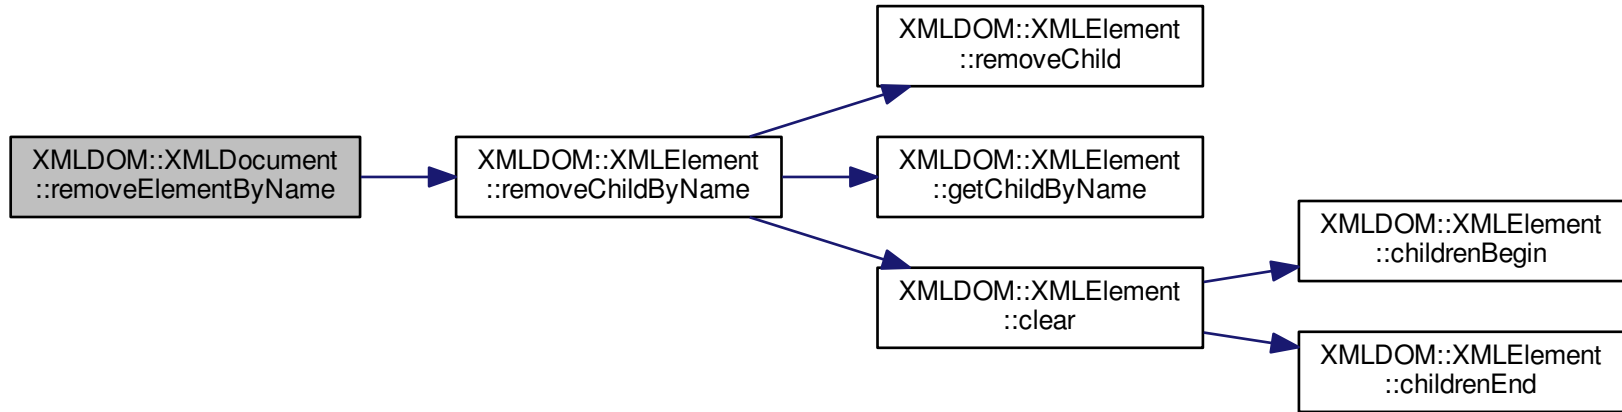 XMLDOM::XMLElement
::removeChild
XMLDOM::XMLDocument
::removeElementByName
XMLDOM::XMLElement
::removeChildByName
XMLDOM::XMLElement
::getChildByName
XMLDOM::XMLElement
::childrenBegin
XMLDOM::XMLElement
::clear
XMLDOM::XMLElement
::childrenEnd